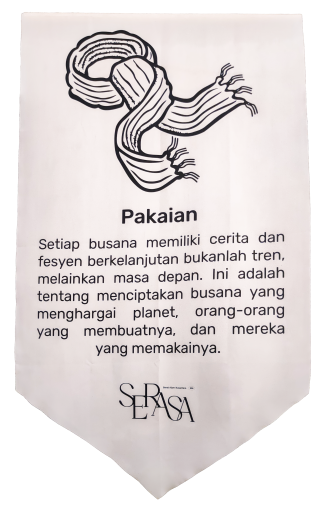 Pakaian
Setiap busana memiliki cerita dan
fesyen berkelanjutan bukanlah tren,
melainkan masa depan. Ini adalah
tentang menciptakan busana yang
menghargai planet, orang-orang
yang membuatnya, dan mereka
yang memakainya.
SERASA